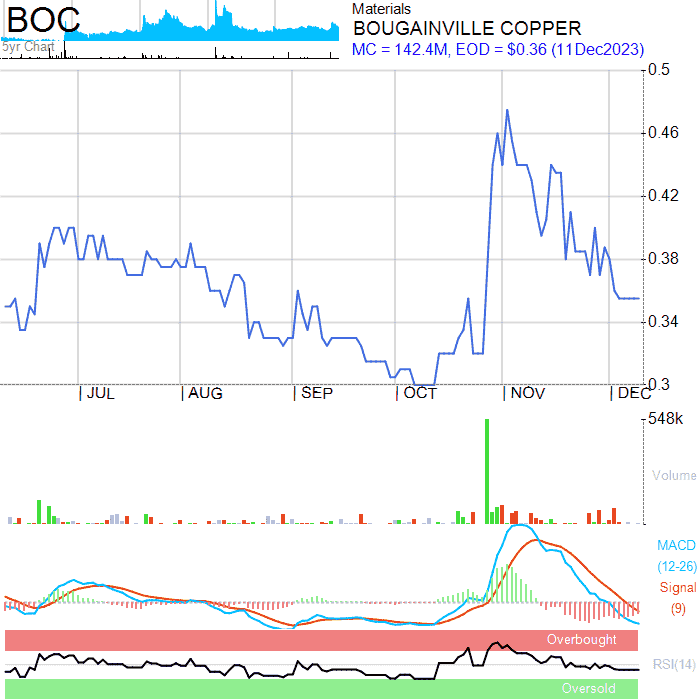 BOC
5yr Chart
Materials
BOUGAINVILLE COPPER
MC = 142.4M, EOD = $0.36 (11Dec2023)
0.5
0.46
0.42
0.38
0.34
0.3
JUL AUG SEP OCT NOV DEC
548k
Volume
MACD
(12-26)
Signal
(9)
Overbought
RSI(14)
Oversold